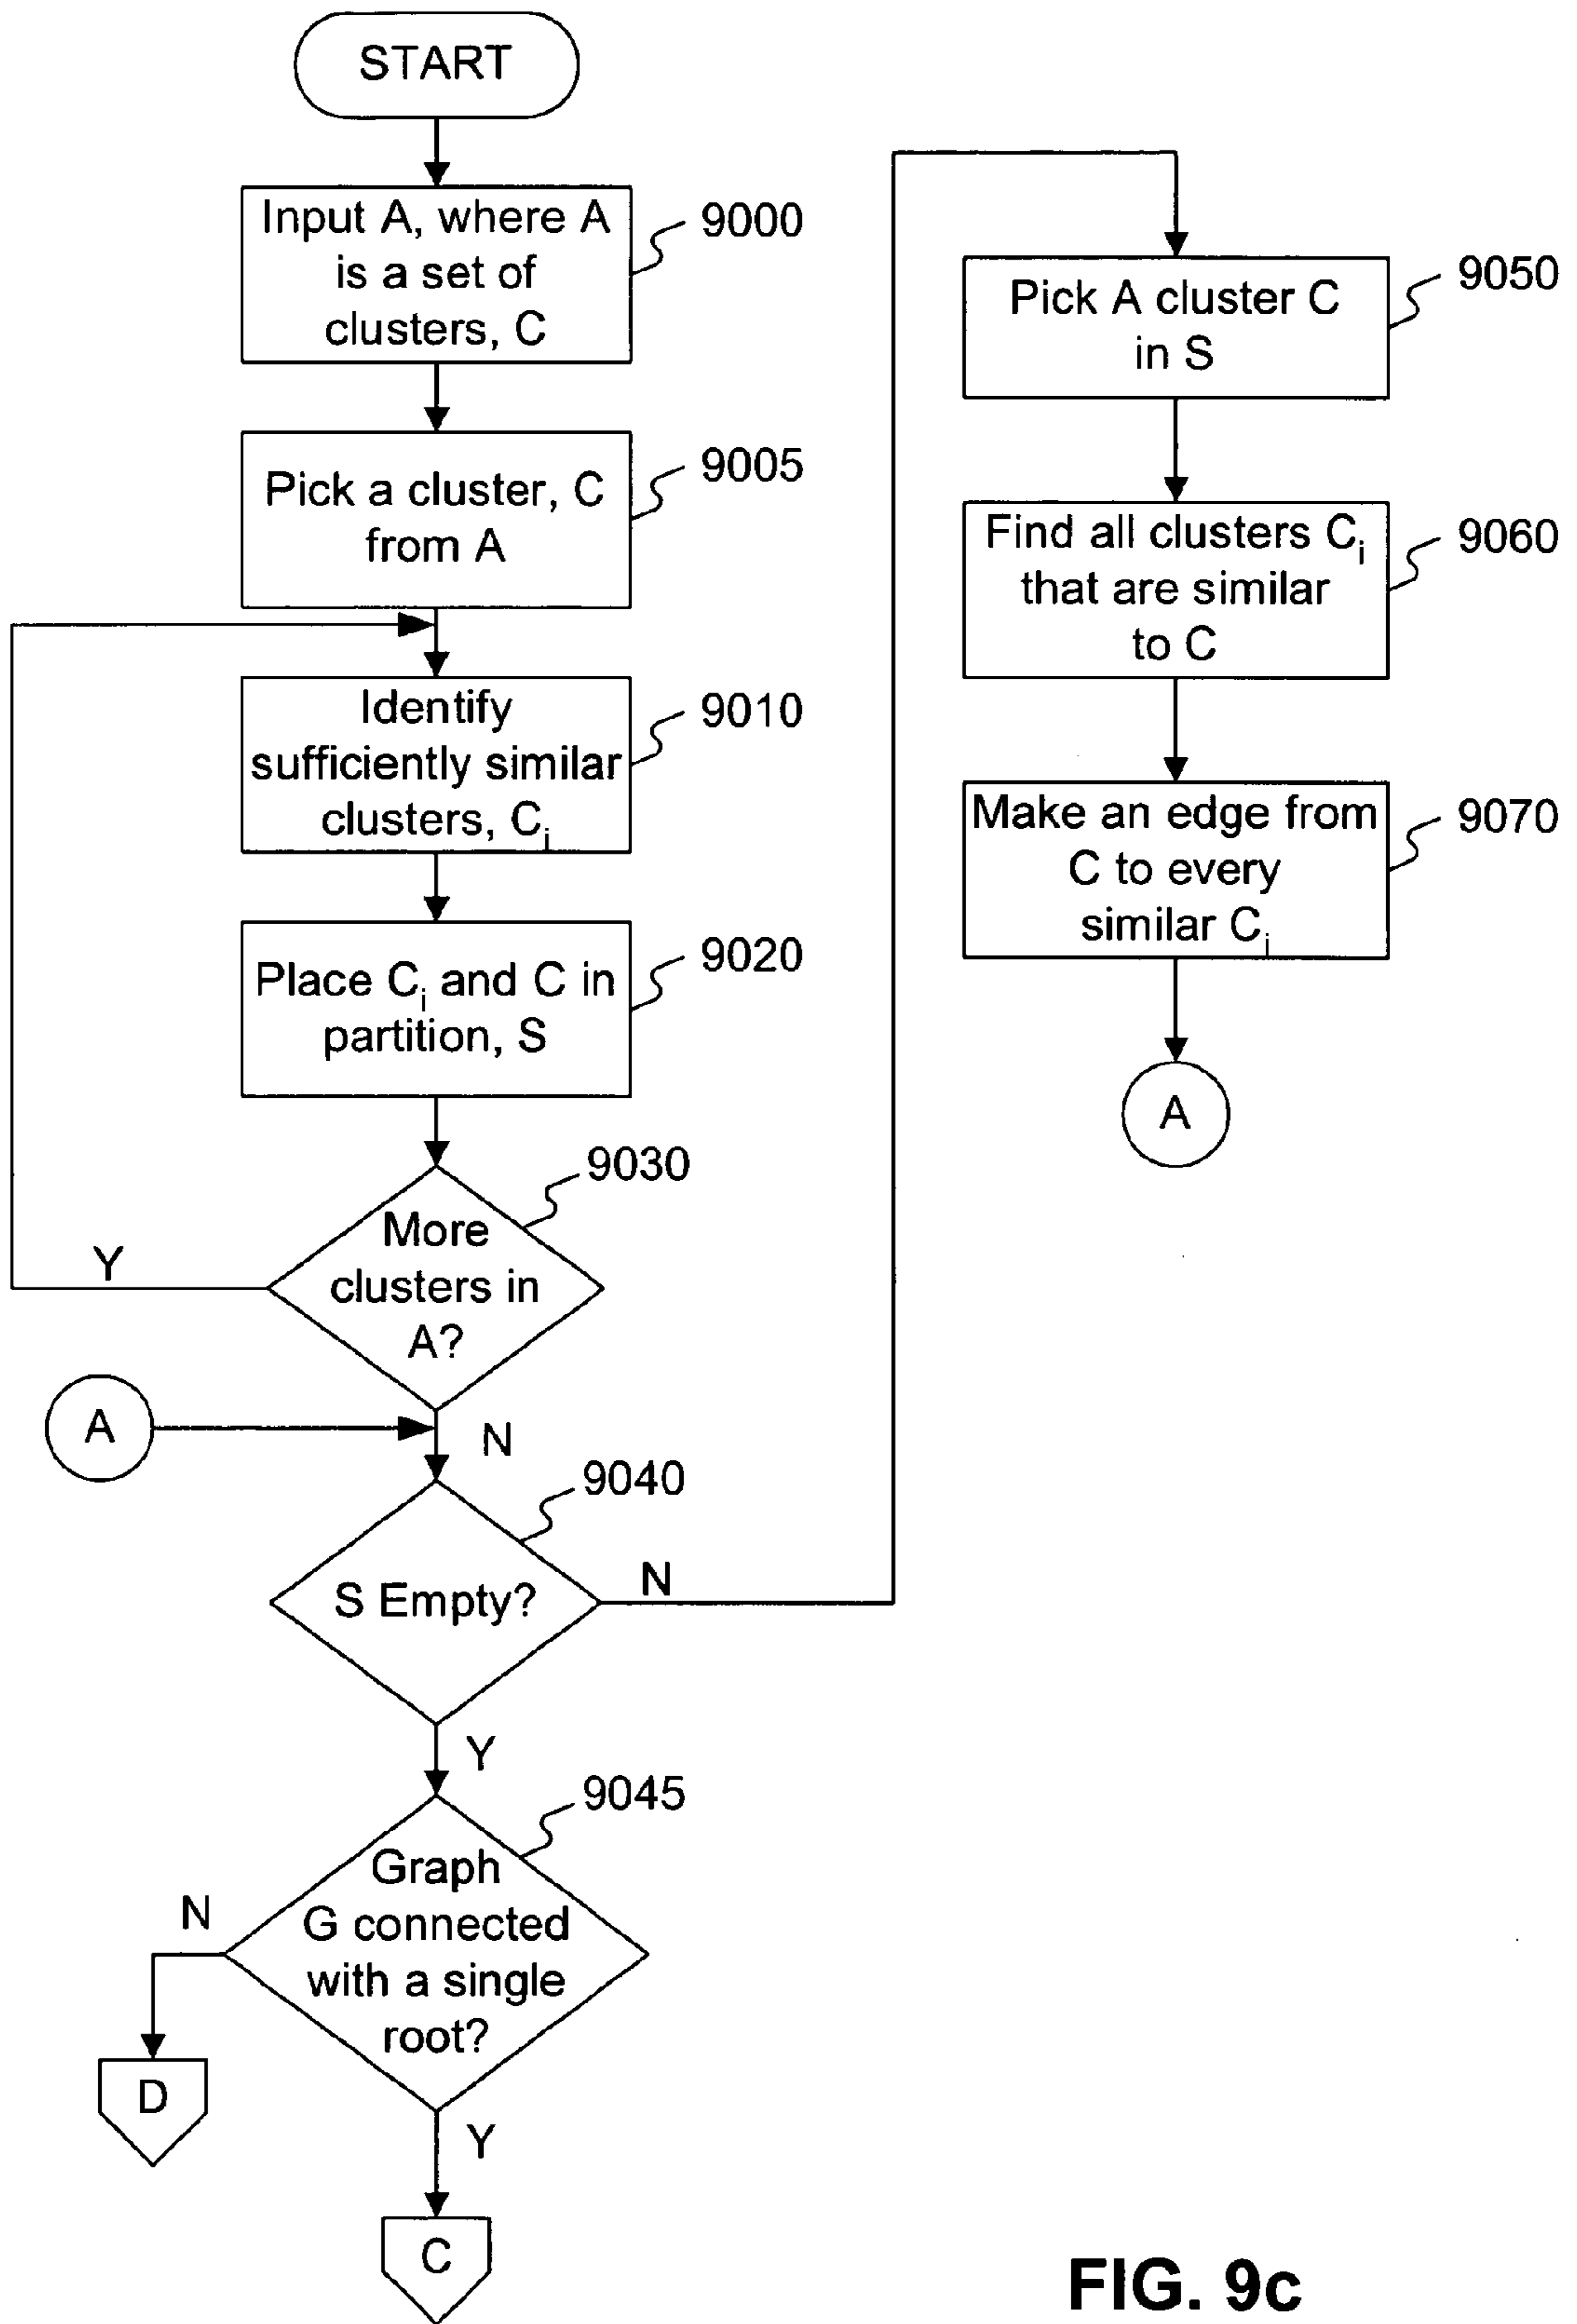 START
Input A, where A
is a set of
clusters, C
9000
Pick a cluster, C
from A
9005
Identify
sufficiently similar
clusters, Ci
9010
Place Ci and C in
partition, S
9020
More
clusters in
A?
9030
Y
N
A
S Empty?
9040
N
Y
Graph
G connected
with a single
root?
9045
N
D
Y
C
Pick A cluster C
in S
9050
Find all clusters Ci
that are similar
to C
9060
Make an edge from
C to every
similar Ci
9070
A
FIG. 9c